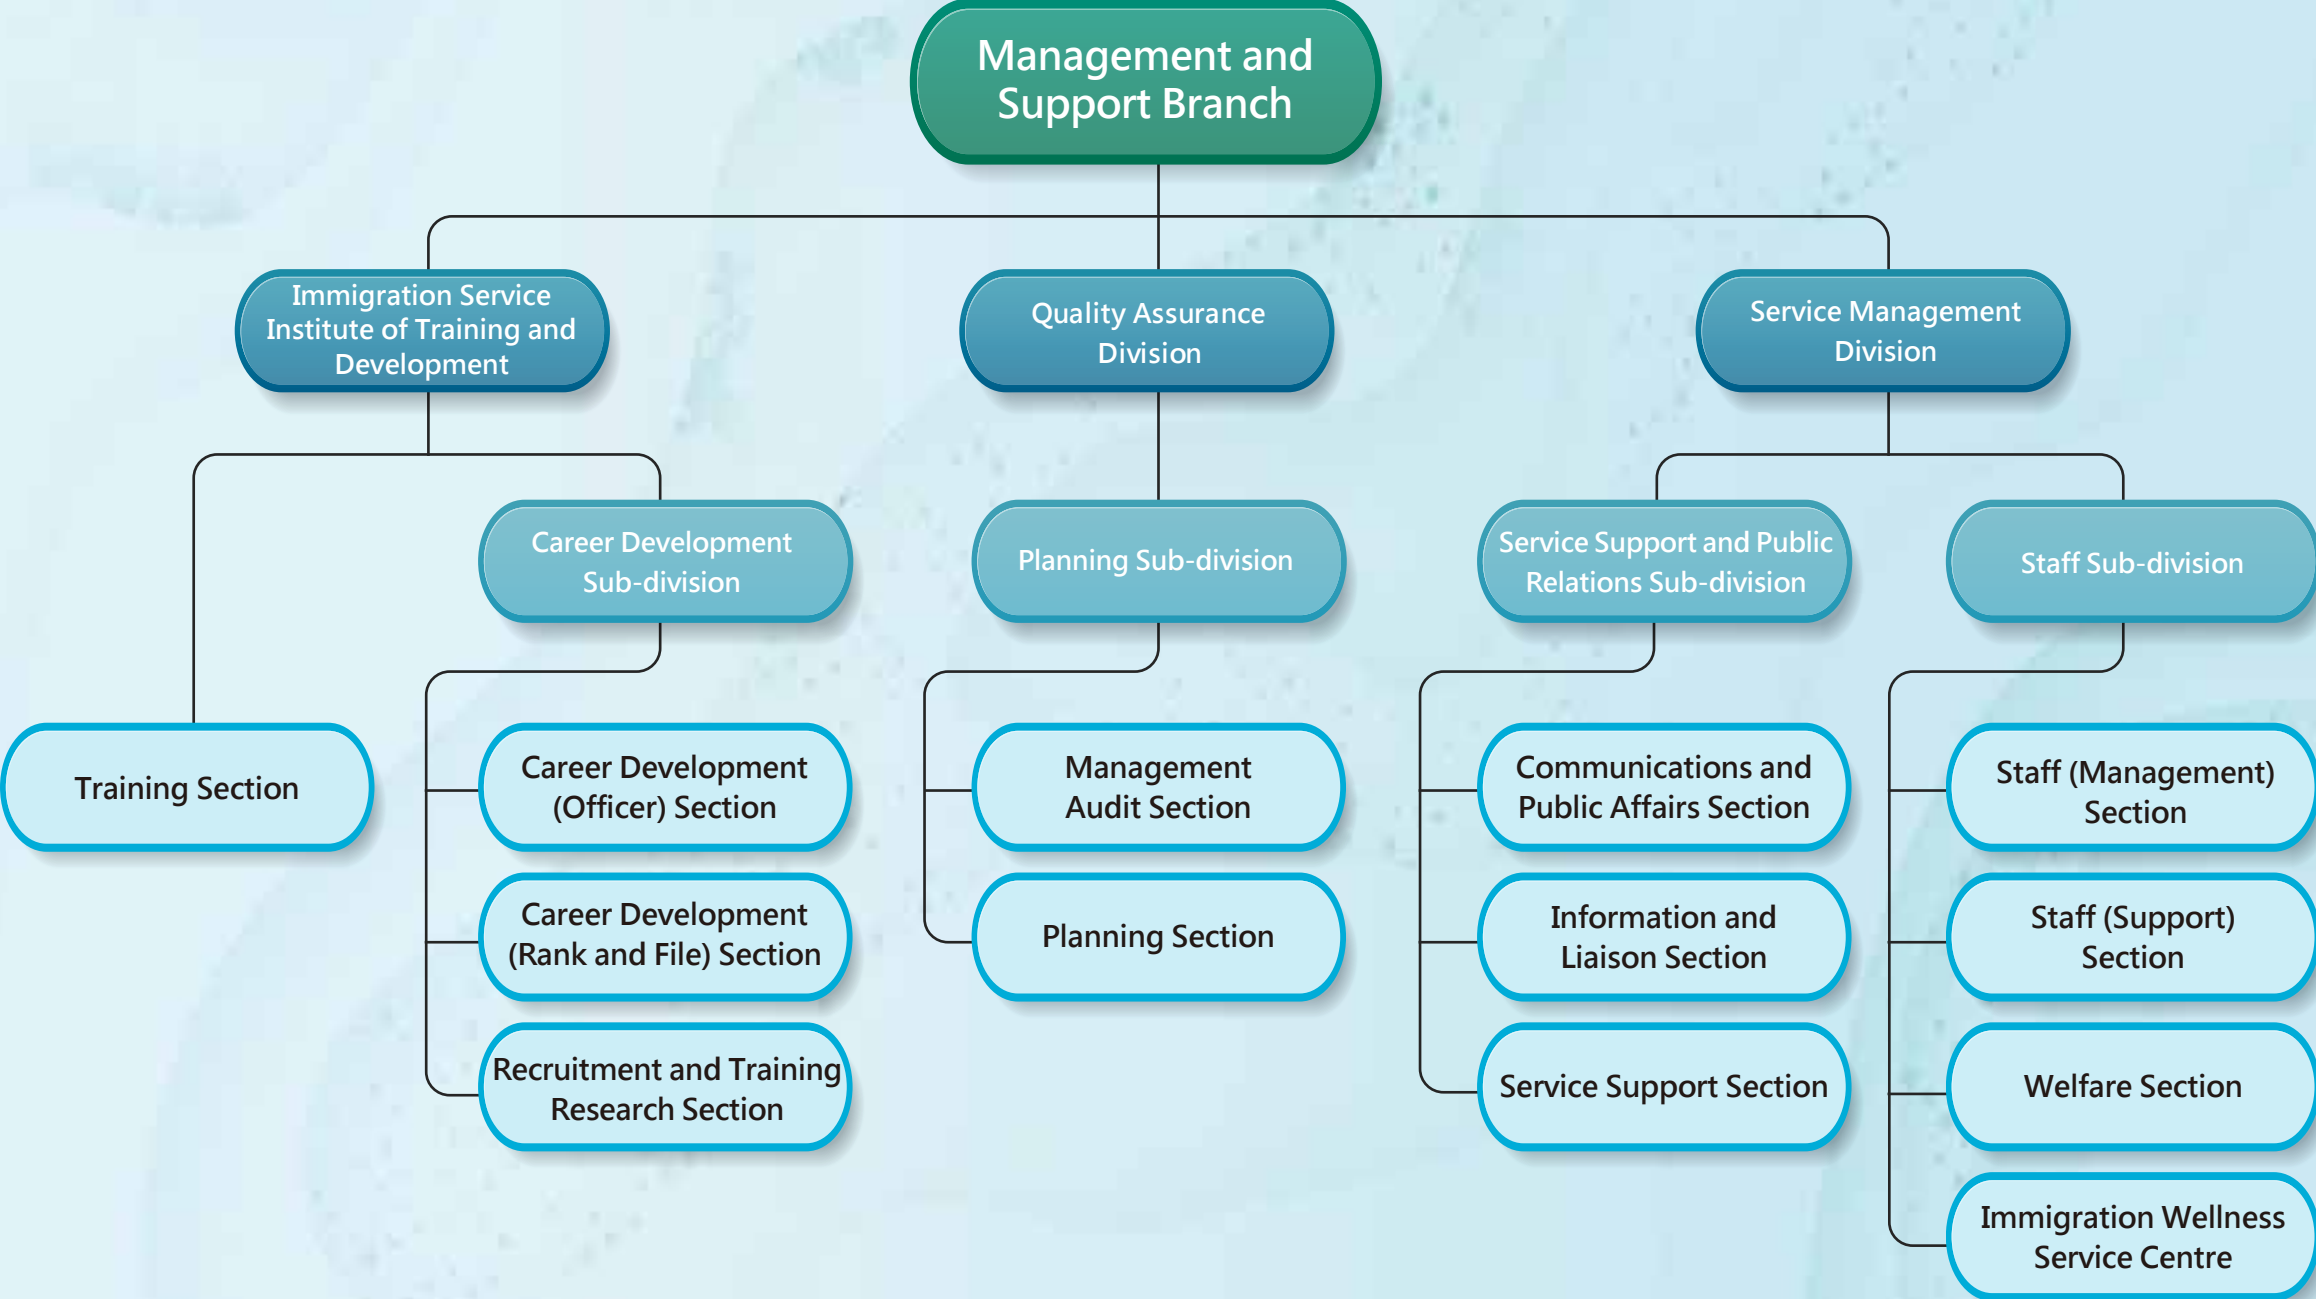 Management and
Support Branch
Immigration Service
Institute of Training and
Development
Quality Assurance
Division
Service Management
Division
Career Development
Sub-division
Planning Sub-division
Service Support and Public
Relations Sub-division
Staff Sub-division
Training Section
Career Development
(Officer) Section
Career Development
(Rank and File) Section
Recruitment and Training
Research Section
Management
Audit Section
Planning Section
Communications and
Public Affairs Section
Information and
Liaison Section
Service Support Section
Staff (Management)
Section
Staff (Support)
Section
Welfare Section
Immigration Wellness
Service Centre